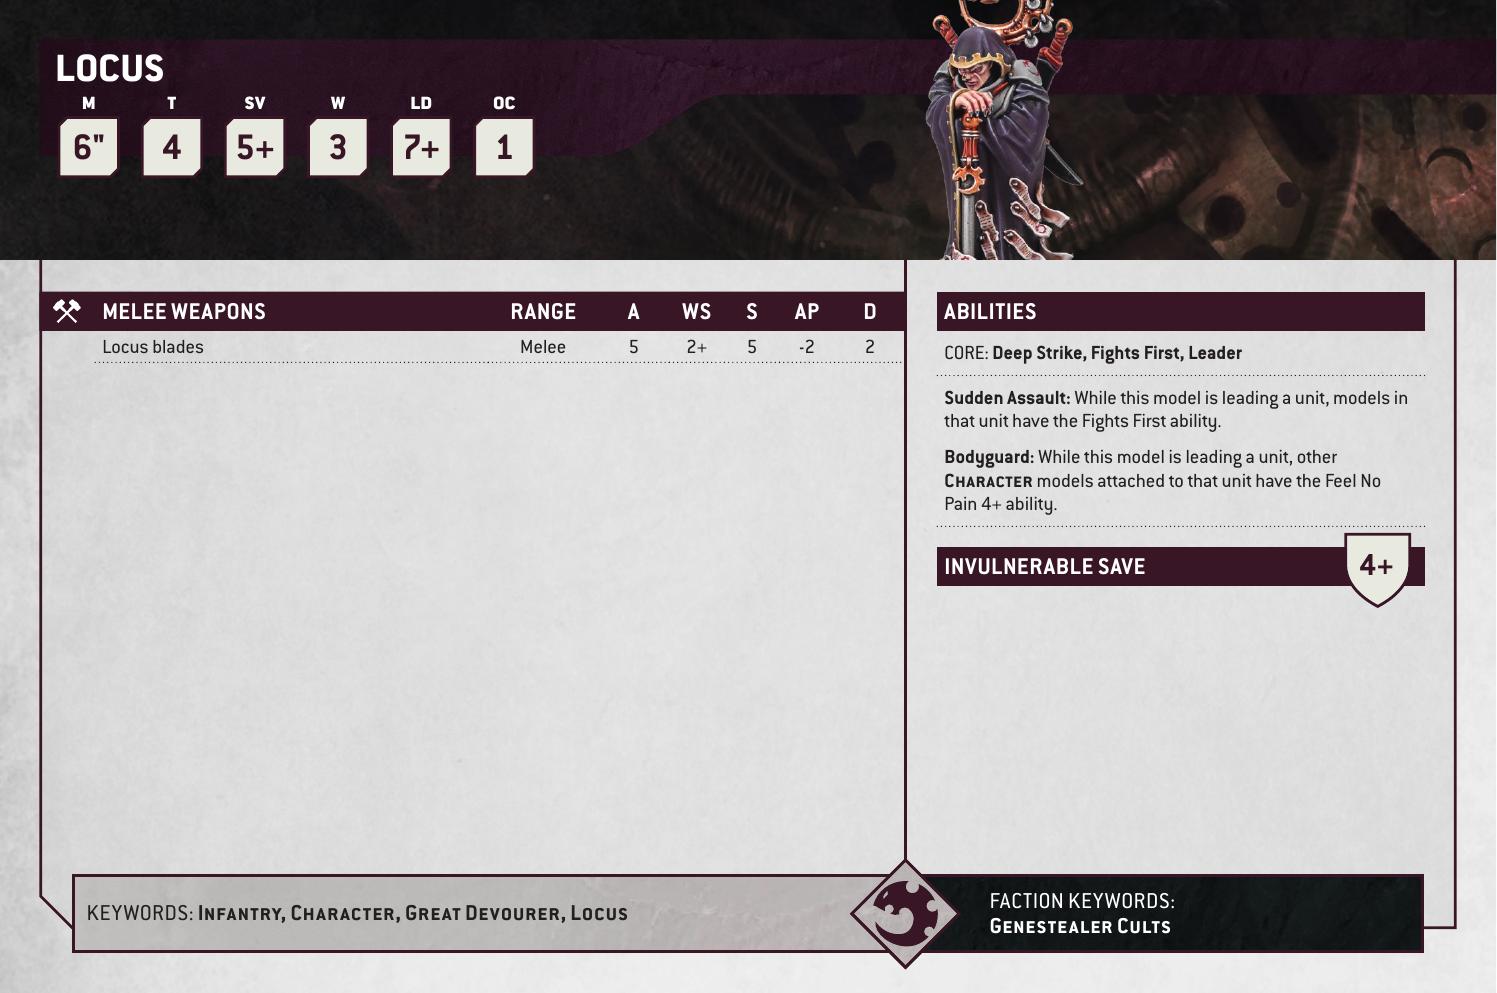 LOCUS
M T SV W LD OC
6" 4 5+ 3 7+ 1
MELEE WEAPONS RANGE A WS S AP D
Locus blades Melee 5 2+ 5 -2 2
ABILITIES
CORE: Deep Strike, Fights First, Leader
Sudden Assault: While this model is leading a unit, models in
that unit have the Fights First ability.
Bodyguard: While this model is leading a unit, other
CHARACTER models attached to that unit have the Feel No
Pain 4+ ability.
INVULNERABLE SAVE 4+
KEYWORDS: INFANTRY, CHARACTER, GREAT DEVOURER, LOCUS
FACTION KEYWORDS:
GENESTEALER CULTS